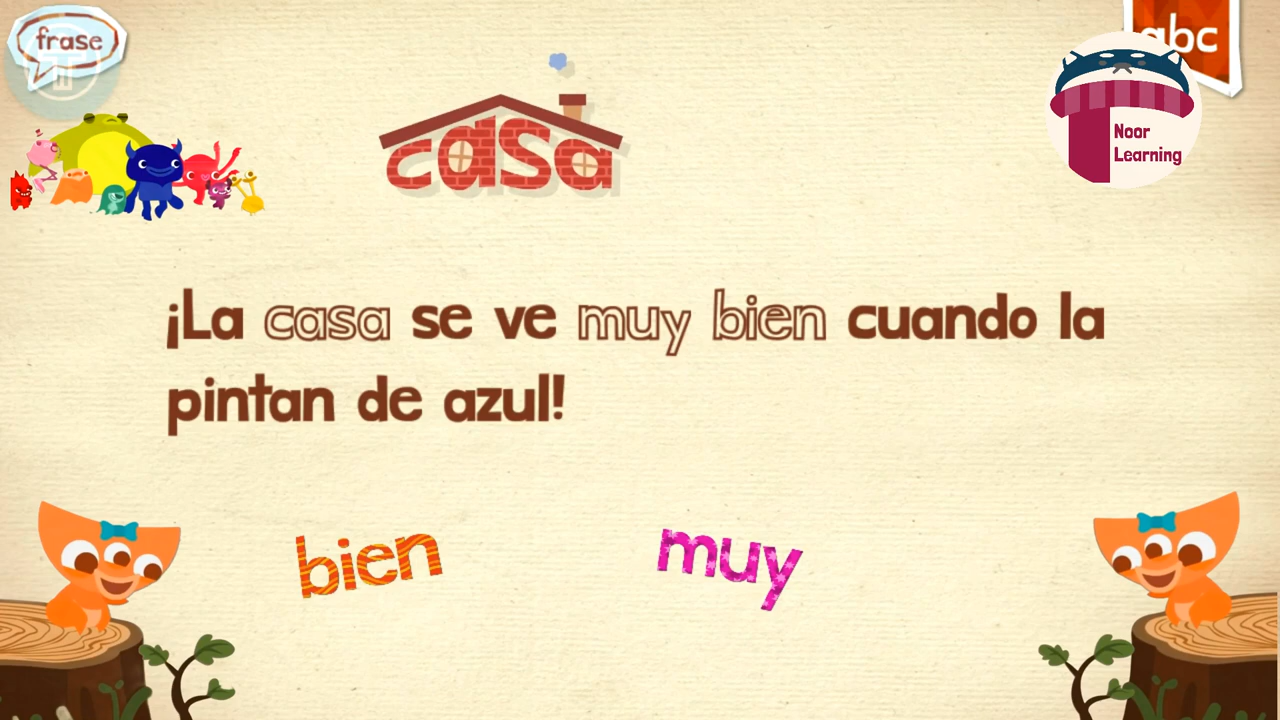 frase
abc
casa
Noor
Learning
¡La casa se ve muy bien cuando la
pintan de azul!
bien
muy